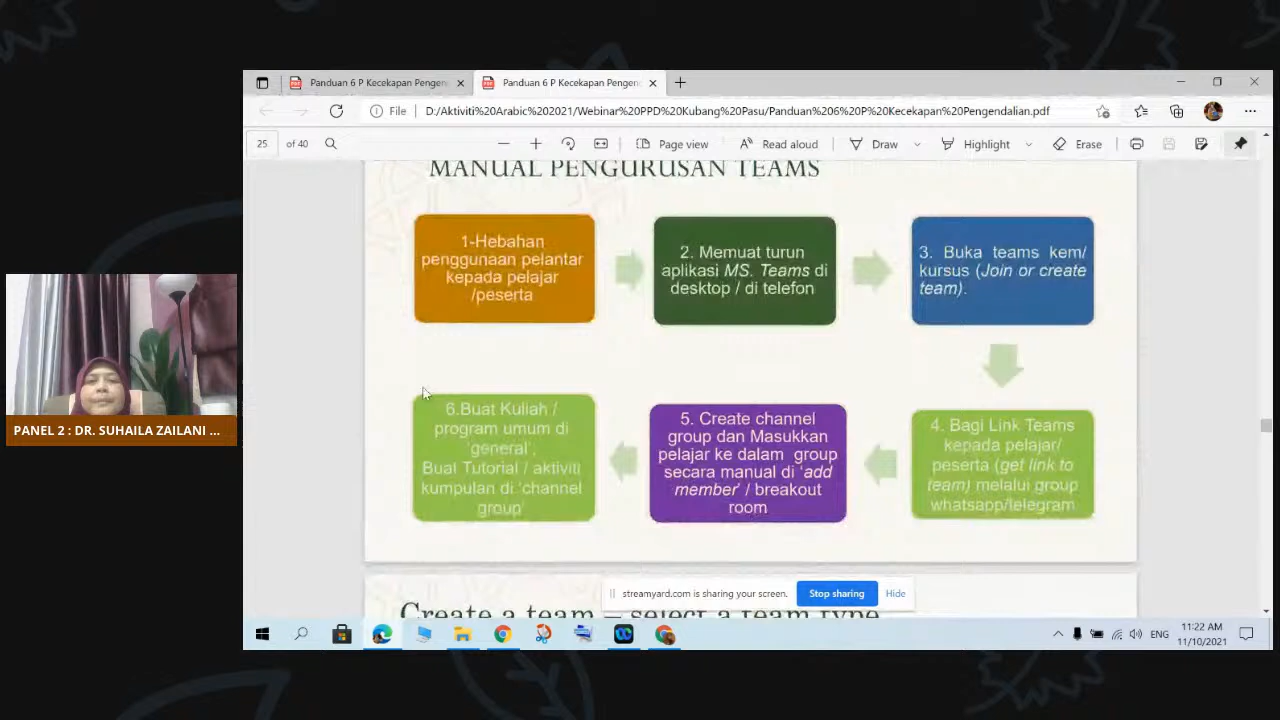 Panduan 6 P Kecekapan Pengen
Panduan 6 P Kecekapan Pengen
File
D:/Aktiviti%20Arabic%202021/Webinar%20PPD%20Kubang%20Pasu/Panduan%206%20P%20Kecekapan%20Pengendalian.pdf
25 of 40
Page view
Read aloud
Draw
Highlight
Erase
MANUAL PENGURUSAN TEAMS
1-Hebahan
penggunaan pelantar
kepada pelajar
/peserta
2. Memuat turun
aplikasi MS. Teams di
desktop / di telefon
3. Buka teams kem/
kursus (Join or create
team).
4. Bagi Link Teams
kepada pelajar/
peserta (get link to
team) melalui group
whatsapp/telegram
5. Create channel
group dan Masukkan
pelajar ke dalam group
secara manual di 'add
member' / breakout
room
6.Buat Kuliah /
program umum di
'general',
Buat Tutorial / aktiviti
kumpulan di 'channel
group'
PANEL 2 : DR. SUHAILA ZAILANI ...
streamyard.com is sharing your screen.
Stop sharing
Hide
Create a team – select a team type
ENG
11:22 AM
11/10/2021